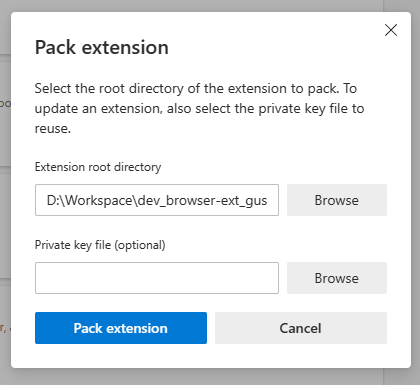 Pack extension
Select the root directory of the extension to pack. To
update an extension, also select the private key file to
reuse.
Extension root directory
D:\Workspace\dev_browser-ext_gus
Browse
Private key file (optional)
Browse
Pack extension
Cancel